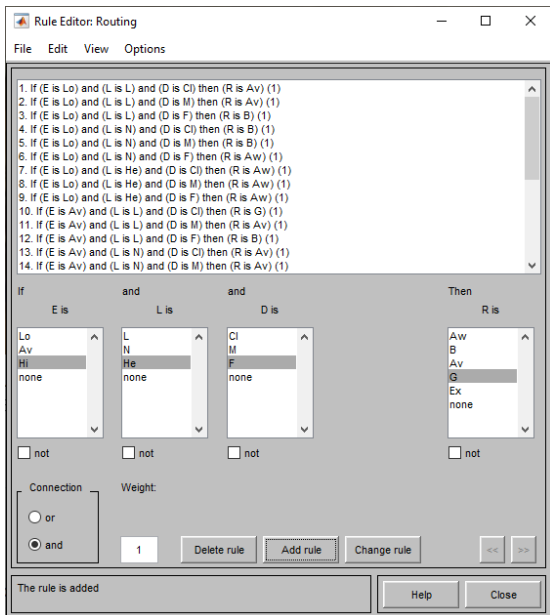 Rule Editor: Routing
File Edit View Options
1. If (E is Lo) and (L is L) and (D is Cl) then (R is Av) (1)
2. If (E is Lo) and (L is L) and (D is M) then (R is Av) (1)
3. If (E is Lo) and (L is L) and (D is F) then (R is B) (1)
4. If (E is Lo) and (L is N) and (D is Cl) then (R is B) (1)
5. If (E is Lo) and (L is N) and (D is M) then (R is B) (1)
6. If (E is Lo) and (L is N) and (D is F) then (R is Aw) (1)
7. If (E is Lo) and (L is He) and (D is Cl) then (R is Aw) (1)
8. If (E is Lo) and (L is He) and (D is M) then (R is Aw) (1)
9. If (E is Lo) and (L is He) and (D is F) then (R is Aw) (1)
10. If (E is Av) and (L is L) and (D is Cl) then (R is G) (1)
11. If (E is Av) and (L is L) and (D is M) then (R is Av) (1)
12. If (E is Av) and (L is L) and (D is F) then (R is B) (1)
13. If (E is Av) and (L is N) and (D is Cl) then (R is Av) (1)
14. If (E is Av) and (L is N) and (D is M) then (R is Av) (1)
If and and Then
E is L is D is R is
Lo L Cl Aw
Av N M B
Hi He F Av
none none none G
Ex
none
not not not not
Connection Weight:
or
and 1 Delete rule Add rule Change rule << >>
The rule is added Help Close